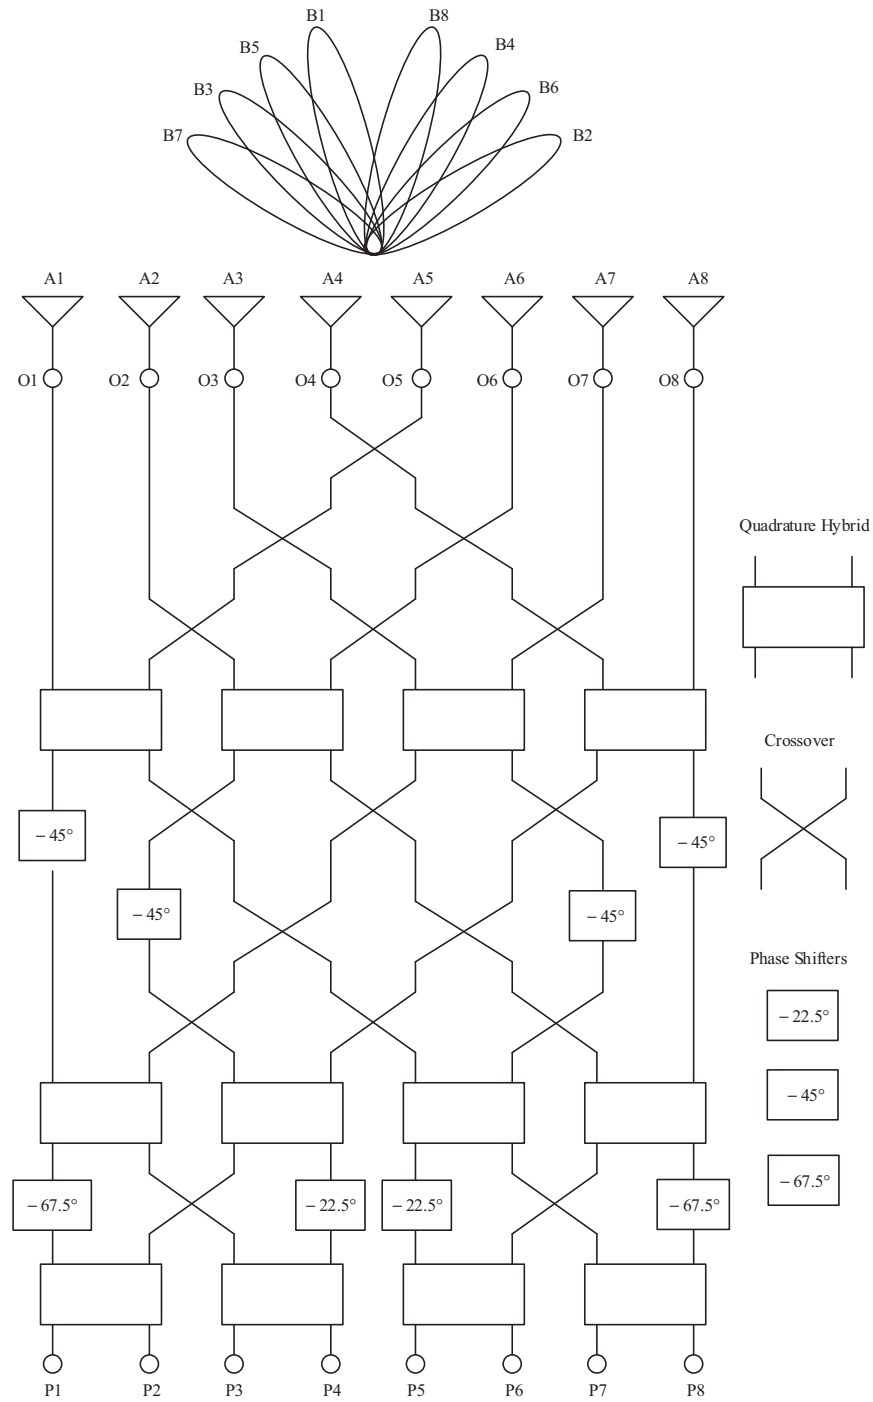 B1
B8
B5
B4
B3
B6
B7
B2
A1 A2 A3 A4 A5 A6 A7 A8
O1 O2 O3 O4 O5 O6 O7 O8
Quadrature Hybrid
Crossover
− 45°
− 45°
− 45°
− 45°
Phase Shifters
− 22.5°
− 45°
− 67.5°
− 67.5° − 22.5° − 22.5° − 67.5°
P1 P2 P3 P4 P5 P6 P7 P8